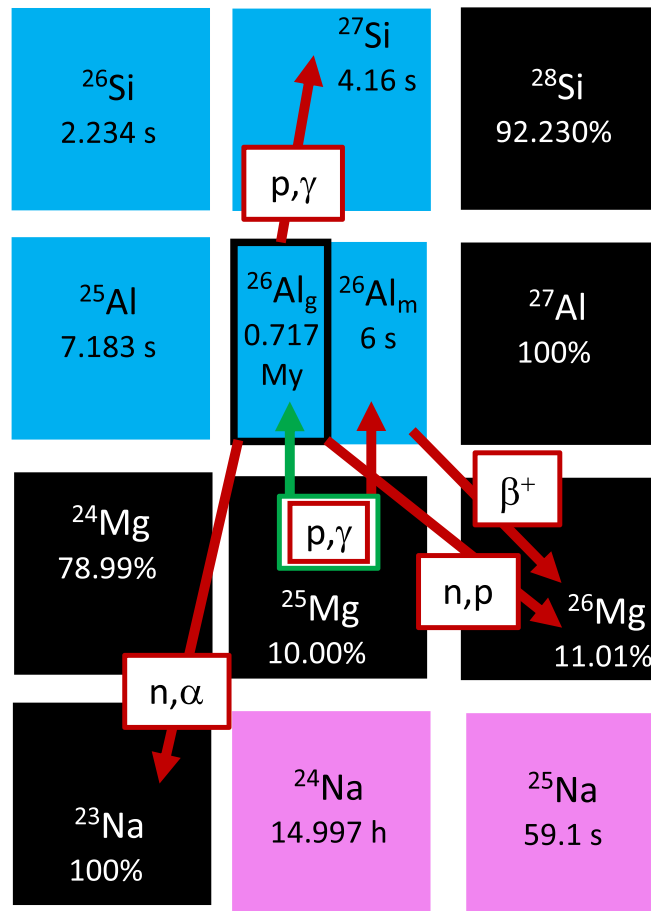 ²⁶Si
2.234 s
²⁷Si
4.16 s
²⁸Si
92.230%
p,γ
²⁵Al
7.183 s
²⁶Al_g
0.717
My
²⁶Al_m
6 s
²⁷Al
100%
²⁴Mg
78.99%
p,γ
²⁵Mg
10.00%
β⁺
n,p
²⁶Mg
11.01%
n,α
²³Na
100%
²⁴Na
14.997 h
²⁵Na
59.1 s